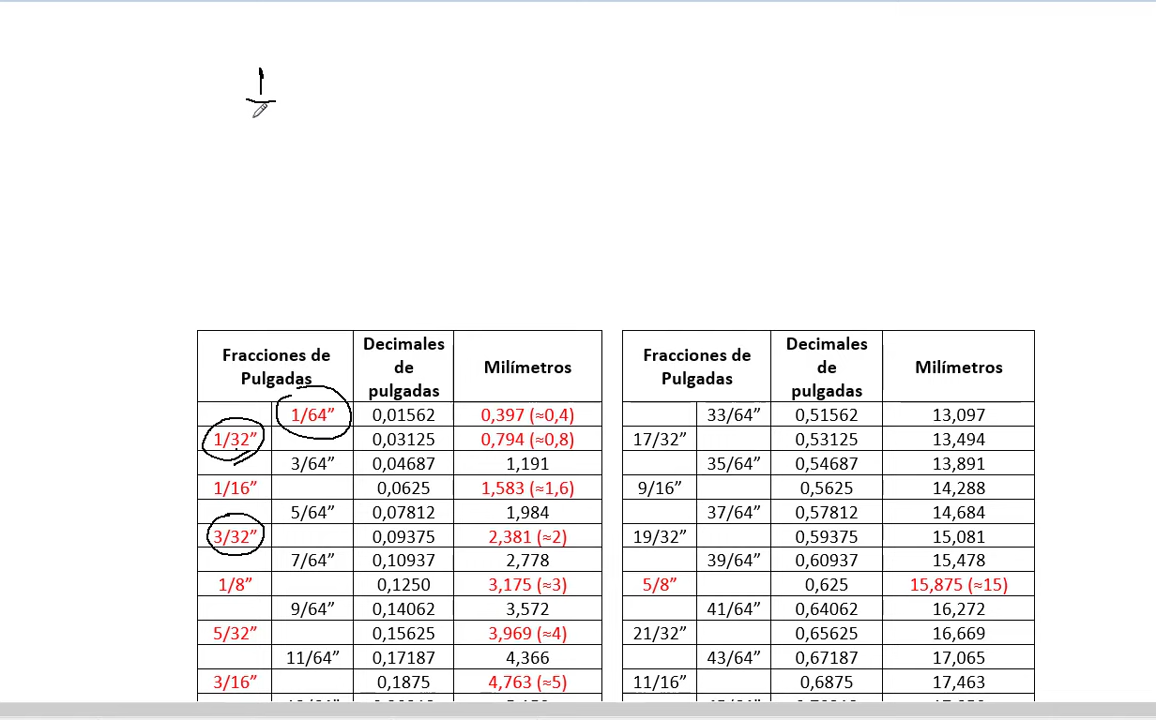 1
Fracciones de Pulgadas Decimales de pulgadas Milímetros Fracciones de Pulgadas Decimales de pulgadas Milímetros
1/64” 0,01562 0,397 (≈0,4) 33/64” 0,51562 13,097
1/32” 0,03125 0,794 (≈0,8) 17/32” 0,53125 13,494
3/64” 0,04687 1,191 35/64” 0,54687 13,891
1/16” 0,0625 1,583 (≈1,6) 9/16” 0,5625 14,288
5/64” 0,07812 1,984 37/64” 0,57812 14,684
3/32” 0,09375 2,381 (≈2) 19/32” 0,59375 15,081
7/64” 0,10937 2,778 39/64” 0,60937 15,478
1/8” 0,1250 3,175 (≈3) 5/8” 0,625 15,875 (≈15)
9/64” 0,14062 3,572 41/64” 0,64062 16,272
5/32” 0,15625 3,969 (≈4) 21/32” 0,65625 16,669
11/64” 0,17187 4,366 43/64” 0,67187 17,065
3/16” 0,1875 4,763 (≈5) 11/16” 0,6875 17,463